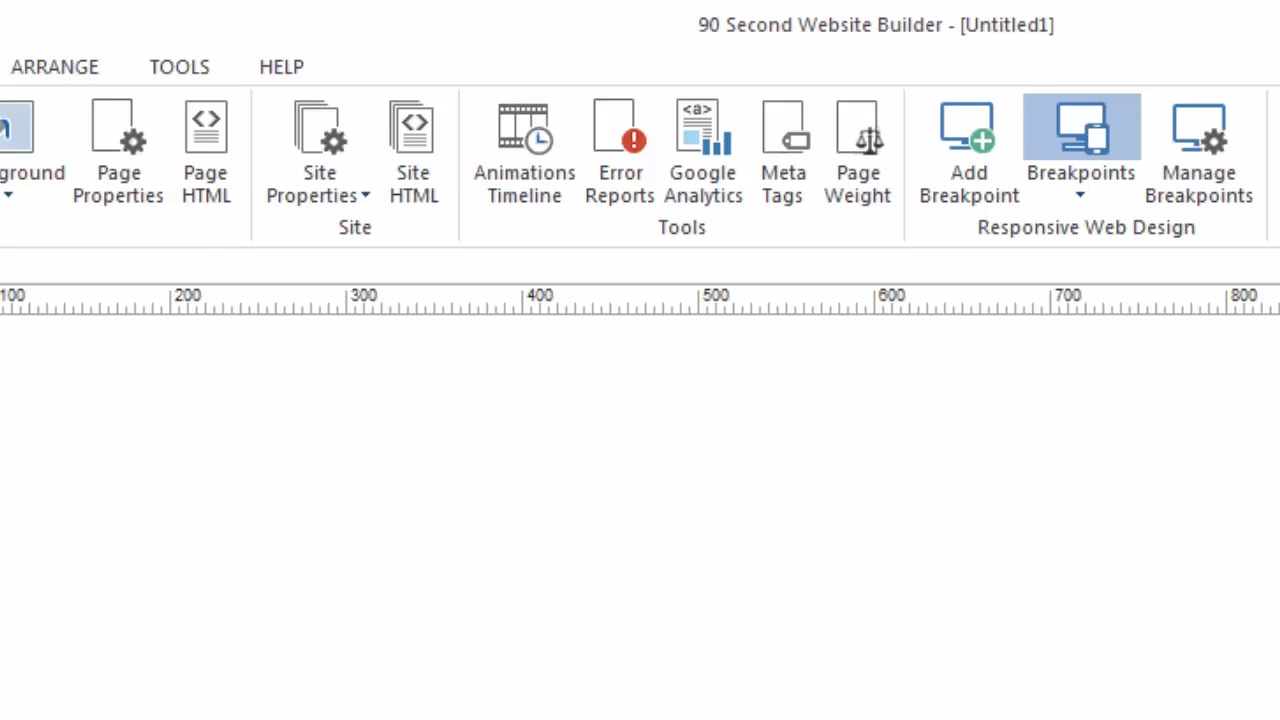 90 Second Website Builder - [Untitled1]
ARRANGE TOOLS HELP
ground
Page Properties
Page HTML
Site Properties
Site HTML
Site
Animations Timeline
Error Reports
<a>
Google Analytics
Meta Tags
Page Weight
Tools
Add Breakpoint
Breakpoints
Manage Breakpoints
Responsive Web Design
100 200 300 400 500 600 700 800